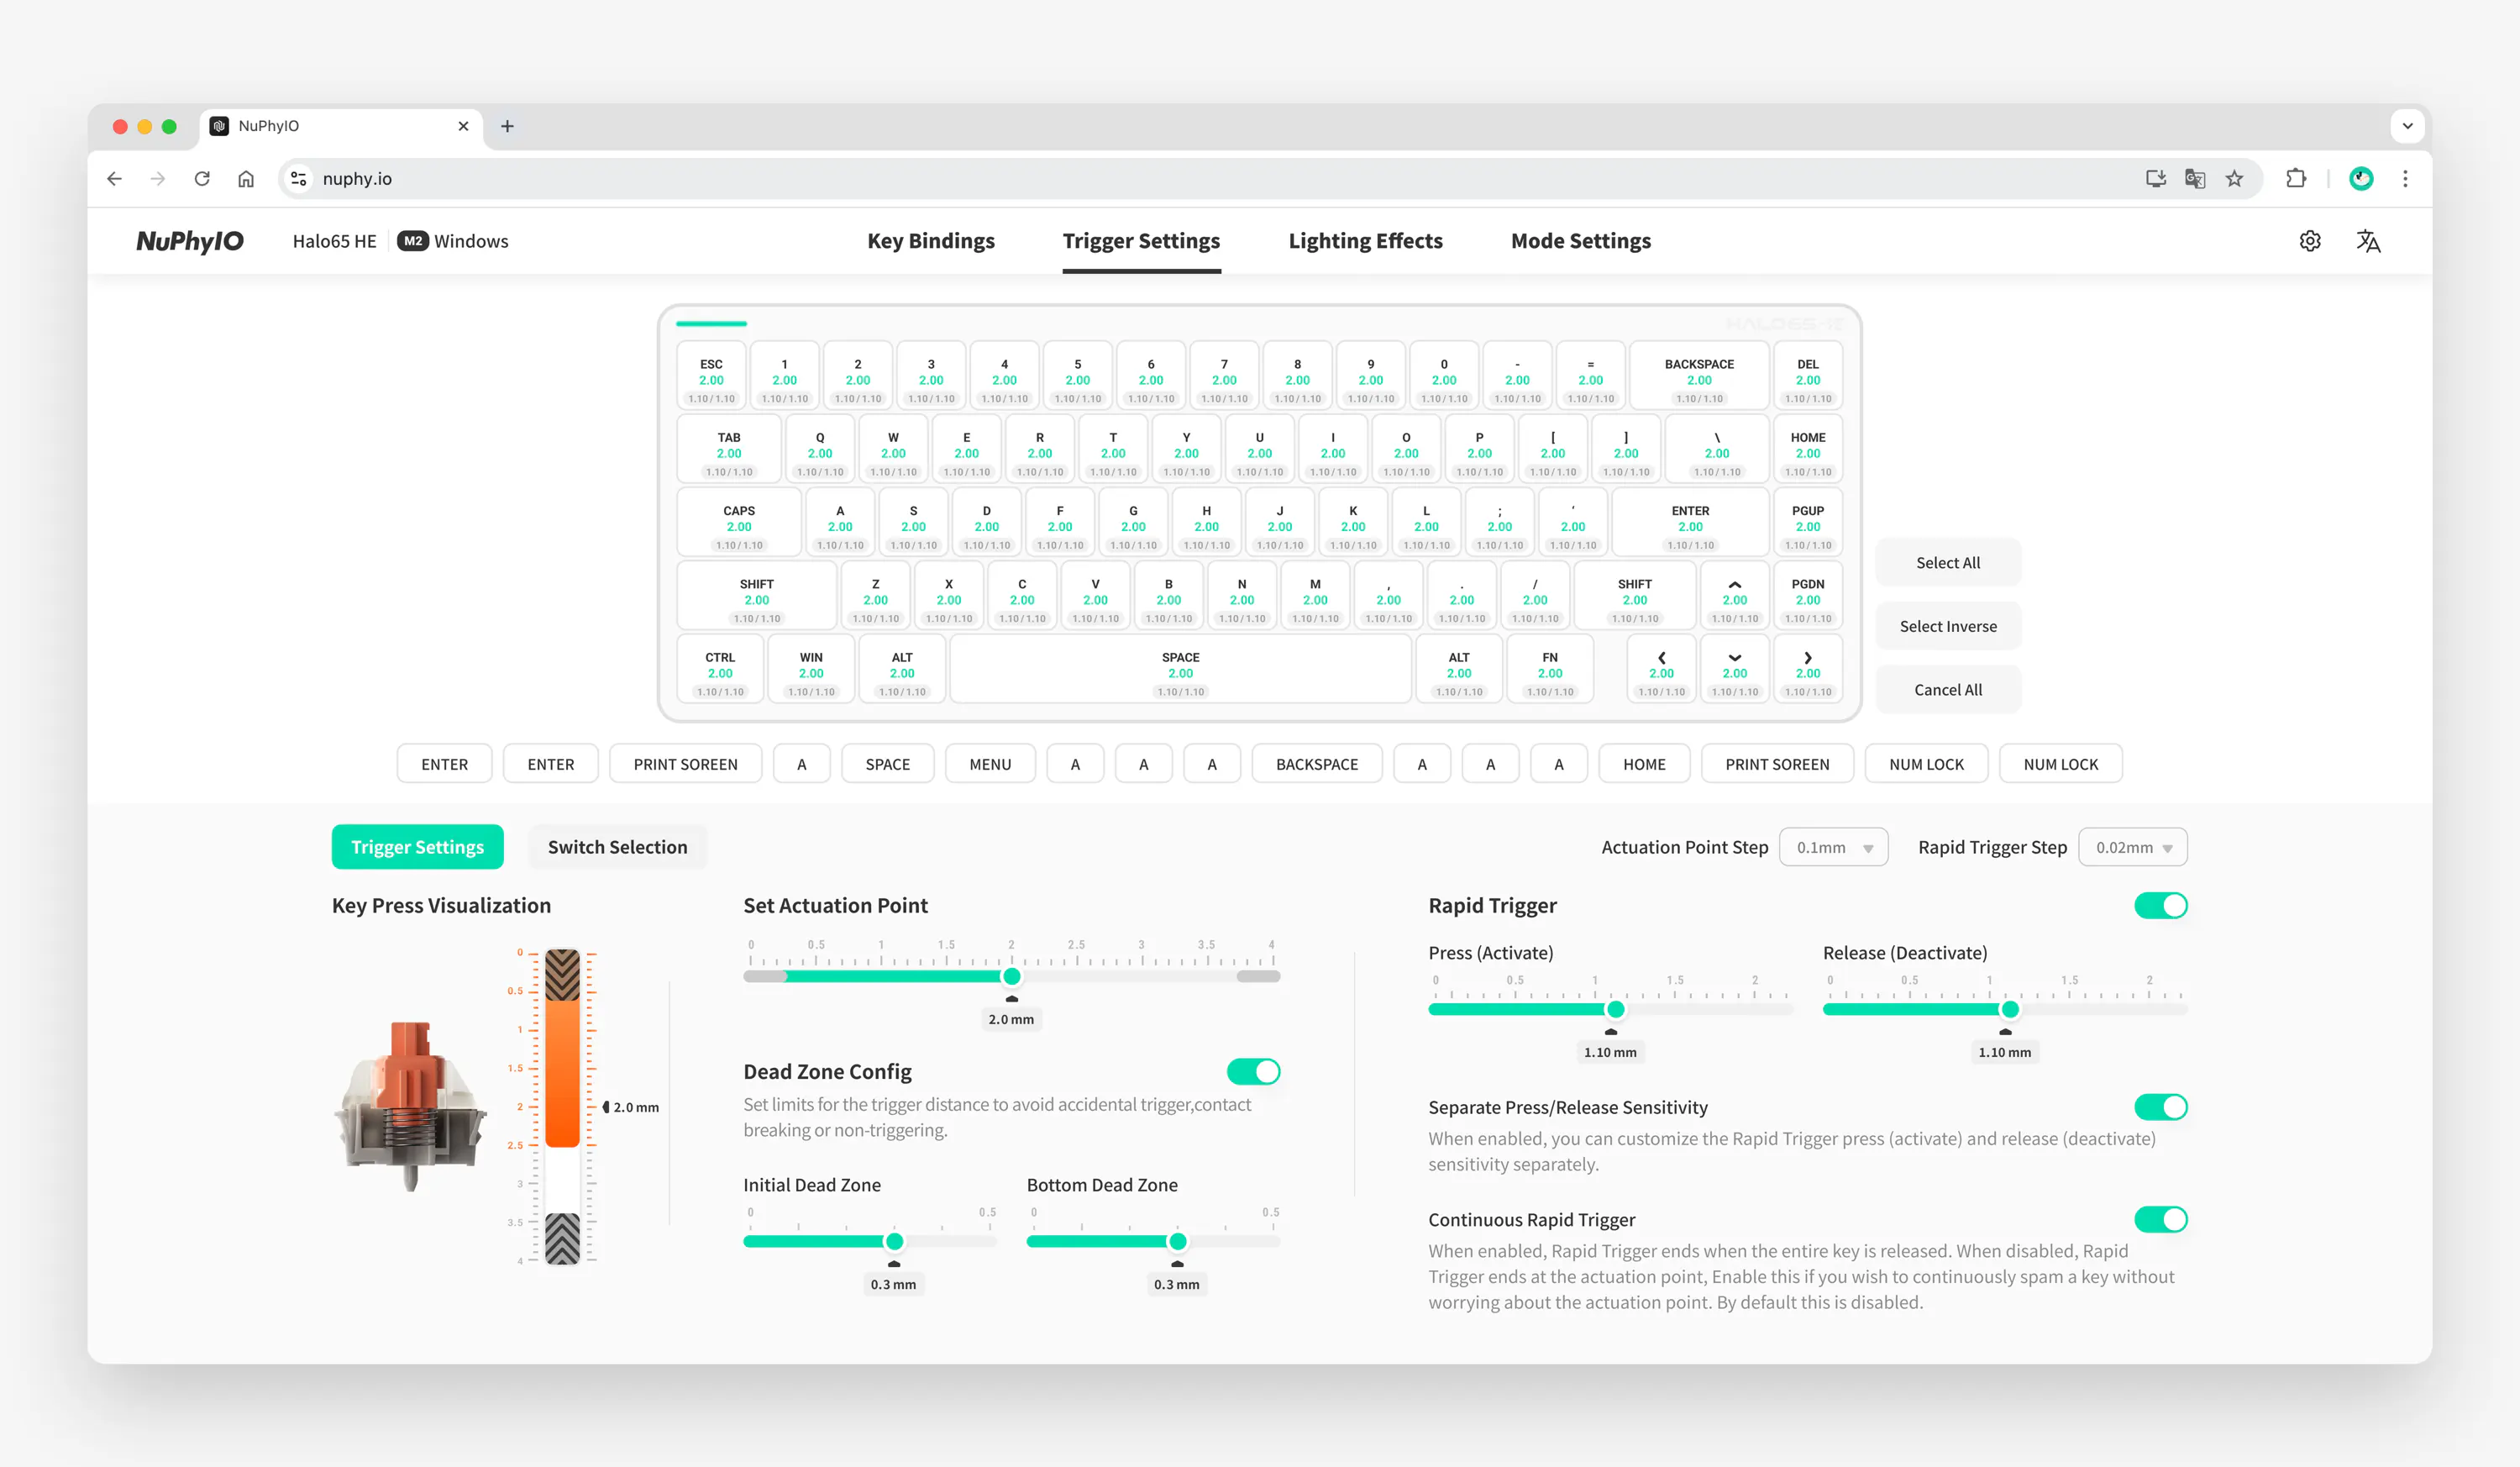 NuPhyIO
nuphy.io
NuPhyIO
Halo65 HE
M2 Windows
Key Bindings
Trigger Settings
Lighting Effects
Mode Settings
ESC 1 2 3 4 5 6 7 8 9 0 - = BACKSPACE DEL
2.00 2.00 2.00 2.00 2.00 2.00 2.00 2.00 2.00 2.00 2.00 2.00 2.00 2.00 2.00
1.10/1.10 1.10/1.10 1.10/1.10 1.10/1.10 1.10/1.10 1.10/1.10 1.10/1.10 1.10/1.10 1.10/1.10 1.10/1.10 1.10/1.10 1.10/1.10 1.10/1.10 1.10/1.10 1.10/1.10
TAB Q W E R T Y U I O P [ ] \ HOME
2.00 2.00 2.00 2.00 2.00 2.00 2.00 2.00 2.00 2.00 2.00 2.00 2.00 2.00 2.00
1.10/1.10 1.10/1.10 1.10/1.10 1.10/1.10 1.10/1.10 1.10/1.10 1.10/1.10 1.10/1.10 1.10/1.10 1.10/1.10 1.10/1.10 1.10/1.10 1.10/1.10 1.10/1.10 1.10/1.10
CAPS A S D F G H J K L ; ‘ ENTER PGUP
2.00 2.00 2.00 2.00 2.00 2.00 2.00 2.00 2.00 2.00 2.00 2.00 2.00 2.00
1.10/1.10 1.10/1.10 1.10/1.10 1.10/1.10 1.10/1.10 1.10/1.10 1.10/1.10 1.10/1.10 1.10/1.10 1.10/1.10 1.10/1.10 1.10/1.10 1.10/1.10 1.10/1.10
SHIFT Z X C V B N M , . / SHIFT PGDN
2.00 2.00 2.00 2.00 2.00 2.00 2.00 2.00 2.00 2.00 2.00 2.00 2.00 2.00
1.10/1.10 1.10/1.10 1.10/1.10 1.10/1.10 1.10/1.10 1.10/1.10 1.10/1.10 1.10/1.10 1.10/1.10 1.10/1.10 1.10/1.10 1.10/1.10 1.10/1.10 1.10/1.10
CTRL WIN ALT SPACE ALT FN
2.00 2.00 2.00 2.00 2.00 2.00 2.00 2.00 2.00
1.10/1.10 1.10/1.10 1.10/1.10 1.10/1.10 1.10/1.10 1.10/1.10 1.10/1.10 1.10/1.10 1.10/1.10
Select All
Select Inverse
Cancel All
ENTER ENTER PRINT SOREEN A SPACE MENU A A A BACKSPACE A A A HOME PRINT SOREEN NUM LOCK NUM LOCK
Trigger Settings
Switch Selection
Actuation Point Step 0.1mm
Rapid Trigger Step 0.02mm
Key Press Visualization
0
0.5
1
1.5
2
2.5
3
3.5
4
2.0 mm
Set Actuation Point
0 0.5 1 1.5 2 2.5 3 3.5 4
2.0 mm
Dead Zone Config
Set limits for the trigger distance to avoid accidental trigger,contact
breaking or non-triggering.
Initial Dead Zone
0 0.5
0.3 mm
Bottom Dead Zone
0 0.5
0.3 mm
Rapid Trigger
Press (Activate)
0 0.5 1 1.5 2
1.10 mm
Release (Deactivate)
0 0.5 1 1.5 2
1.10 mm
Separate Press/Release Sensitivity
When enabled, you can customize the Rapid Trigger press (activate) and release (deactivate)
sensitivity separately.
Continuous Rapid Trigger
When enabled, Rapid Trigger ends when the entire key is released. When disabled, Rapid
Trigger ends at the actuation point, Enable this if you wish to continuously spam a key without
worrying about the actuation point. By default this is disabled.